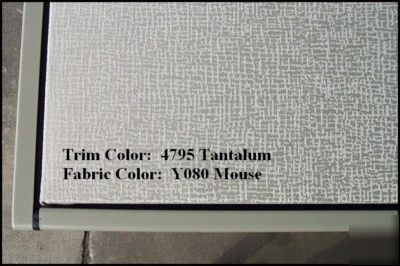 Trim Color: 4795 Tantalum
Fabric Color: Y080 Mouse